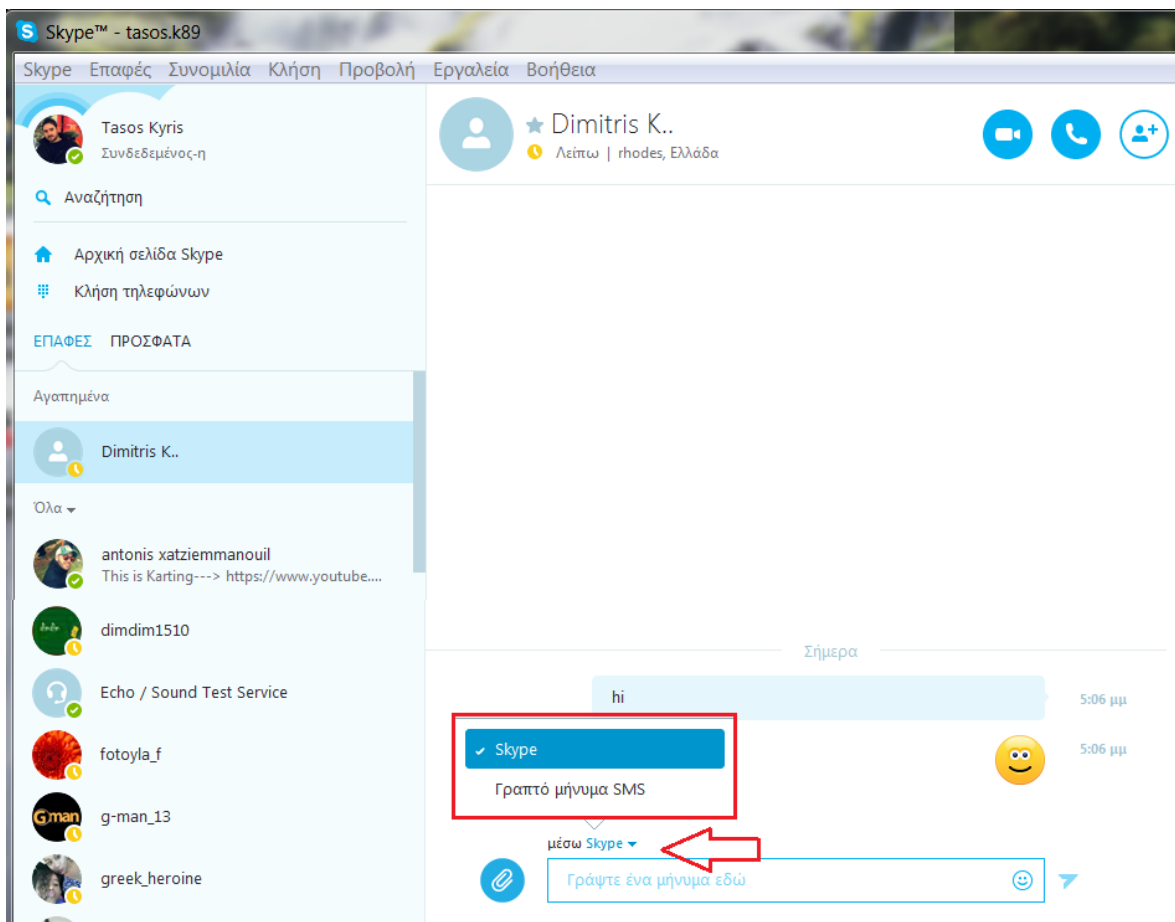 Skype™ - tasos.k89
Skype Επαφές Συνομιλία Κλήση Προβολή Εργαλεία Βοήθεια
Tasos Kyris
Συνδεδεμένος-η
Αναζήτηση
Αρχική σελίδα Skype
Κλήση τηλεφώνων
ΕΠΑΦΕΣ ΠΡΟΣΦΑΤΑ
Αγαπημένα
Dimitris K..
Όλα
antonis xatziemmanouil
This is Karting---> https://www.youtube....
dimdim1510
Echo / Sound Test Service
fotoyla_f
Gman
g-man_13
greek_heroine
Dimitris K..
Λείπω | rhodes, Ελλάδα
Σήμερα
hi 5:06 μμ
5:06 μμ
Skype
Γραπτό μήνυμα SMS
μέσω Skype
Γράψτε ένα μήνυμα εδώ